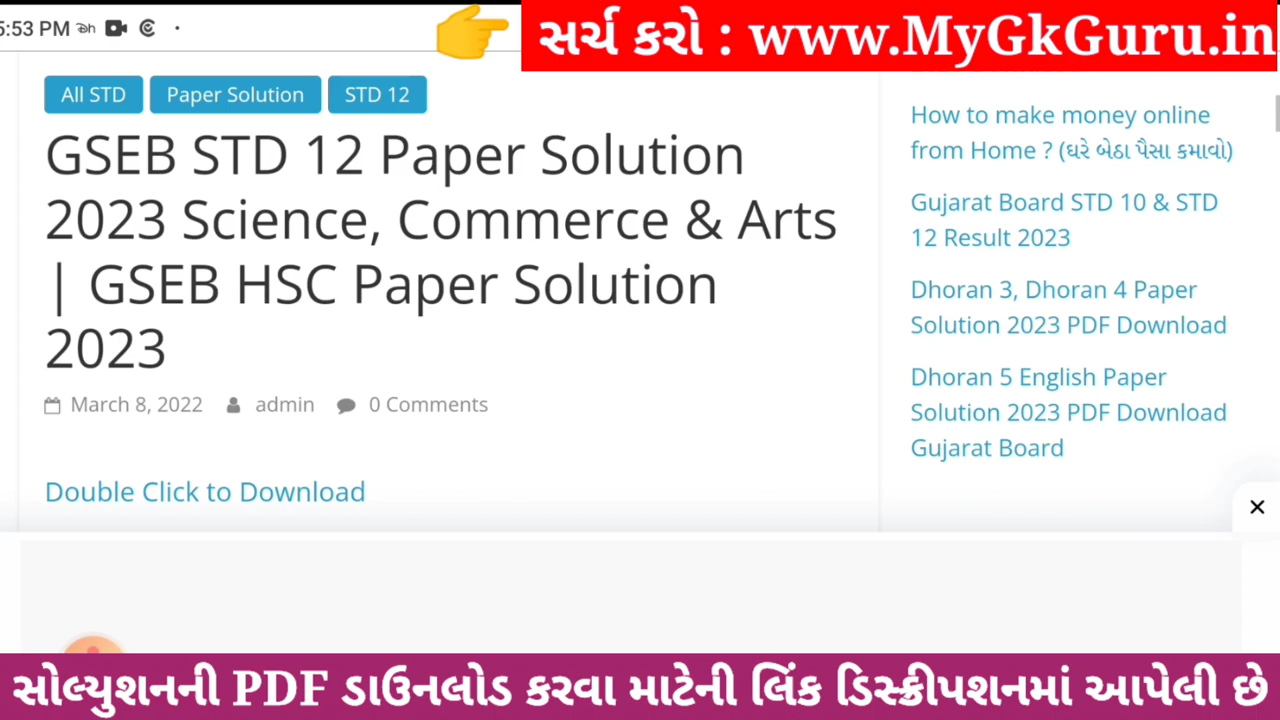 5:53 PM
સર્ચ કરો : www.MyGkGuru.in
All STD Paper Solution STD 12
GSEB STD 12 Paper Solution
2023 Science, Commerce & Arts
| GSEB HSC Paper Solution
2023
March 8, 2022 admin 0 Comments
Double Click to Download
How to make money online
from Home ? (ઘરે બેઠા પૈસા કમાવો)
Gujarat Board STD 10 & STD
12 Result 2023
Dhoran 3, Dhoran 4 Paper
Solution 2023 PDF Download
Dhoran 5 English Paper
Solution 2023 PDF Download
Gujarat Board
સોલ્યુશનની PDF ડાઉનલોડ કરવા માટેની લિંક ડિસ્ક્રીપશનમાં આપેલી છે